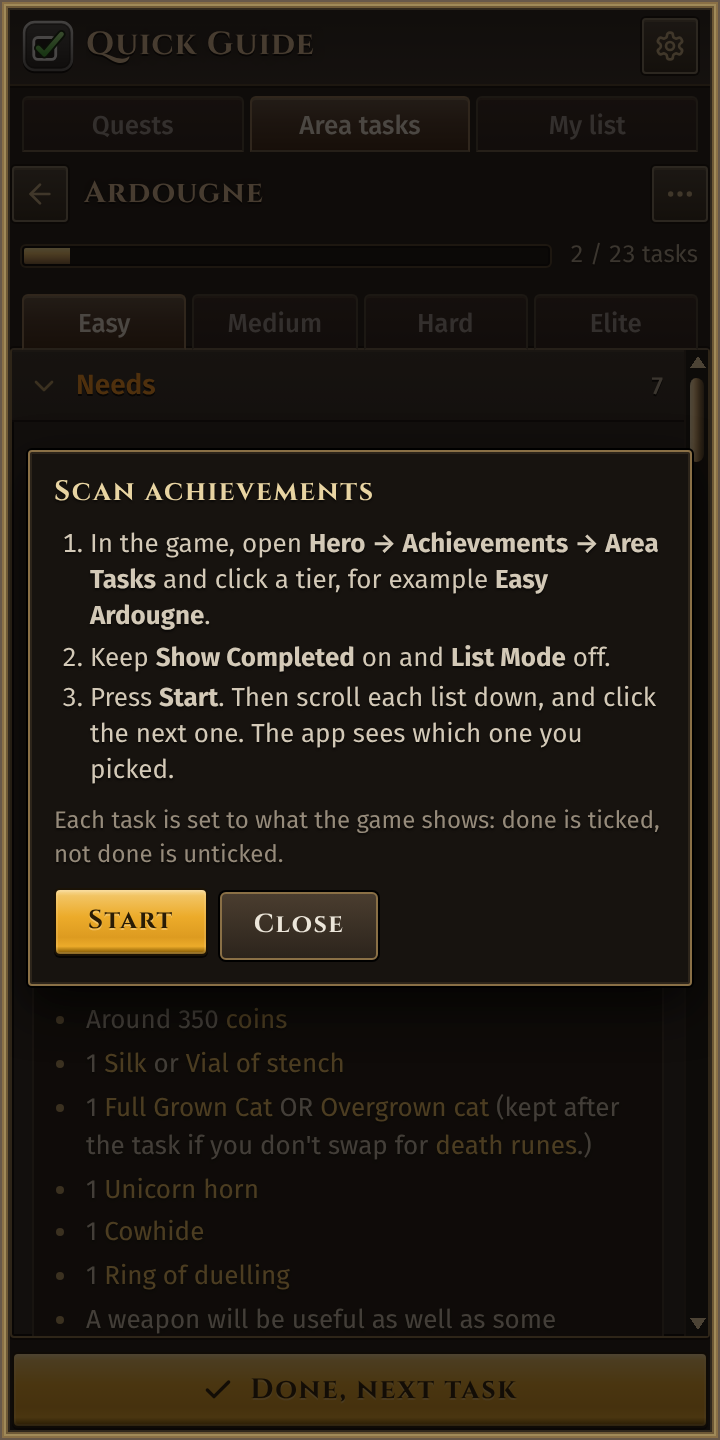 Quick Guide
Quests
Area tasks
My list
Ardougne
2 / 23 tasks
Easy
Medium
Hard
Elite
Needs
7
Scan achievements
1. In the game, open Hero → Achievements → Area
Tasks and click a tier, for example Easy
Ardougne.
2. Keep Show Completed on and List Mode off.
3. Press Start. Then scroll each list down, and click
the next one. The app sees which one you
picked.
Each task is set to what the game shows: done is ticked,
not done is unticked.
Start
Close
• Around 350 coins
• 1 Silk or Vial of stench
• 1 Full Grown Cat OR Overgrown cat (kept after
the task if you don't swap for death runes.)
• 1 Unicorn horn
• 1 Cowhide
• 1 Ring of duelling
• A weapon will be useful as well as some
Done, next task